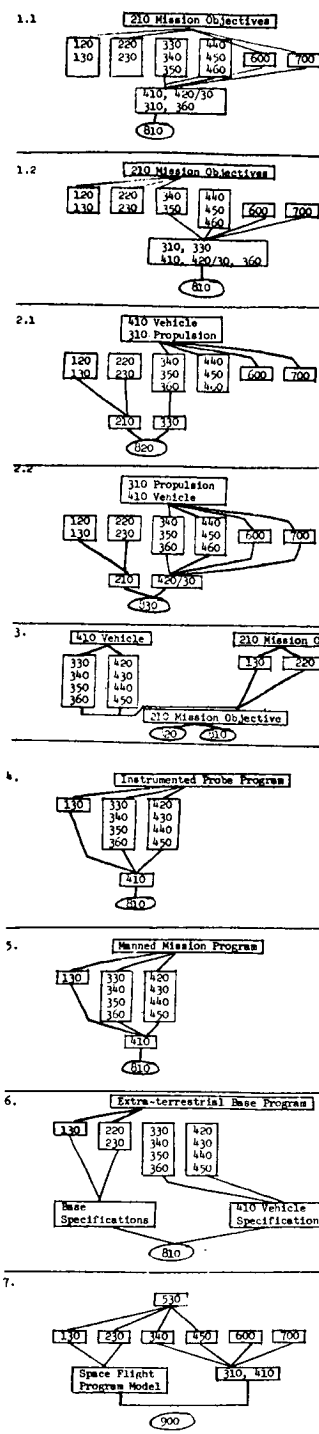 1.1
210 Mission Objectives
120 220 330 440
130 230 340 450 600 700
350 460
410, 420/30
310, 360
810
1.2
210 Mission Objectives
120 220 340 440
130 230 350 450 600 700
460
310, 330
410, 420/30, 360
810
2.1
410 Vehicle
310 Propulsion
120 220 340 440
130 230 350 450 600 700
360 460
210 330
820
2.2
310 Propulsion
410 Vehicle
120 220 340 440
130 230 350 450 600 700
360 460
210 420/30
830
3.
410 Vehicle 210 Mission O
330 420 130 220
340 430
350 440
360 450
210 Mission Objective
810
4.
Instrumented Probe Program
130 330 420
340 430
350 440
360 450
410
810
5.
Manned Mission Program
130 330 420
340 430
350 440
360 450
410
810
6.
Extra-terrestrial Base Program
130 220 330 420
230 340 430
350 440
360 450
Base 410 Vehicle
Specifications Specification
810
7.
530
130 230 340 450 600 700
Space Flight 310, 410
Program Model
900